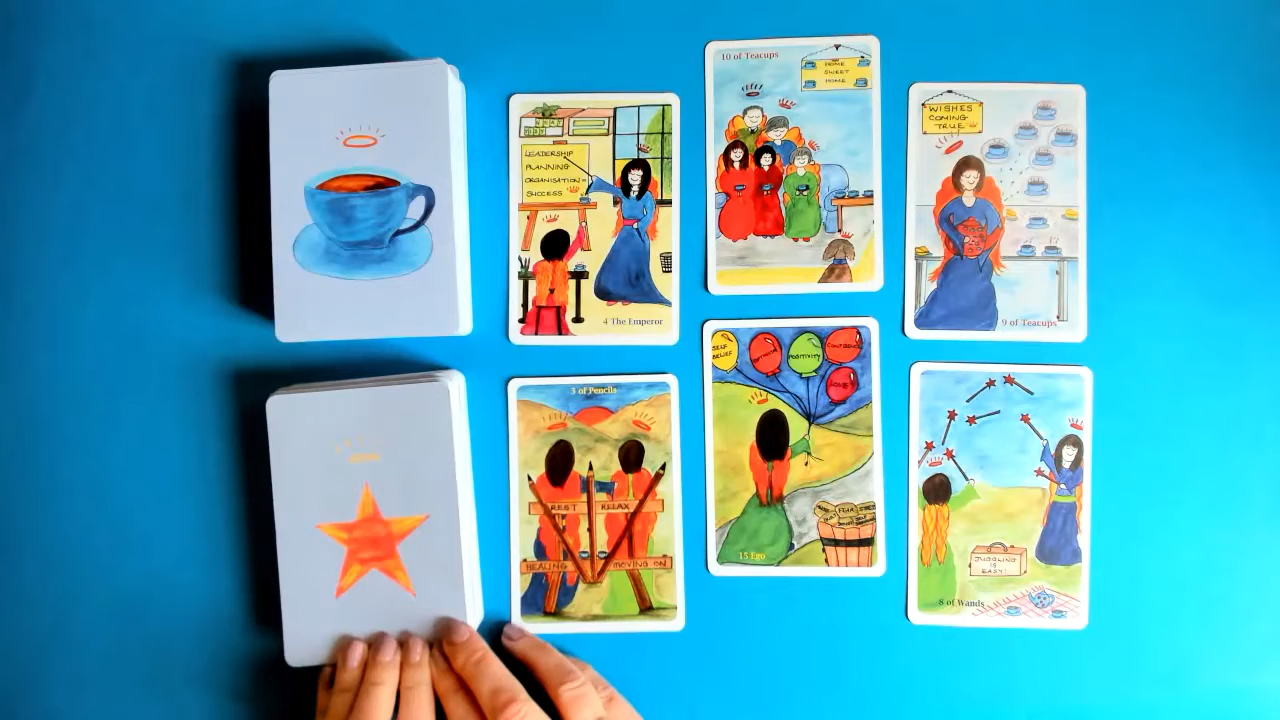 LEADERSHIP
PLANNING
ORGANISATION=
SUCCESS
4 The Emperor
10 of Teacups
HOME
SWEET
HOME
WISHES
COMING
TRUE
9 of Teacups
3 of Pencils
REST RELAX
HEALING MOVING ON
SELF
BELIEF
OPTIMISM
POSITIVITY
CONFIDENCE
LOVE
FEAR
15 Ego
JUGGLING
IS
EASY!
8 of Wands